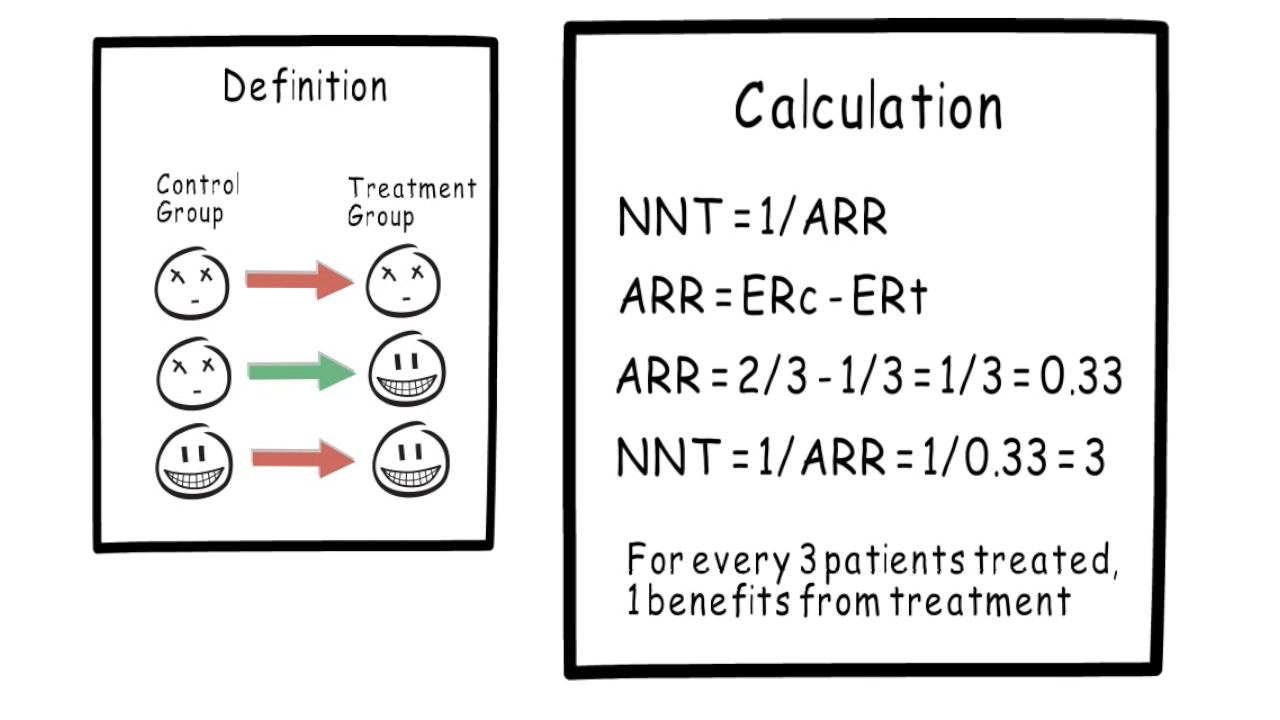 Definition
Control
Group
Treatment
Group
Calculation
NNT = 1/ARR
ARR = ERc - ERt
ARR = 2/3 - 1/3 = 1/3 = 0.33
NNT = 1/ARR = 1/0.33 = 3
For every 3 patients treated,
1 benefits from treatment